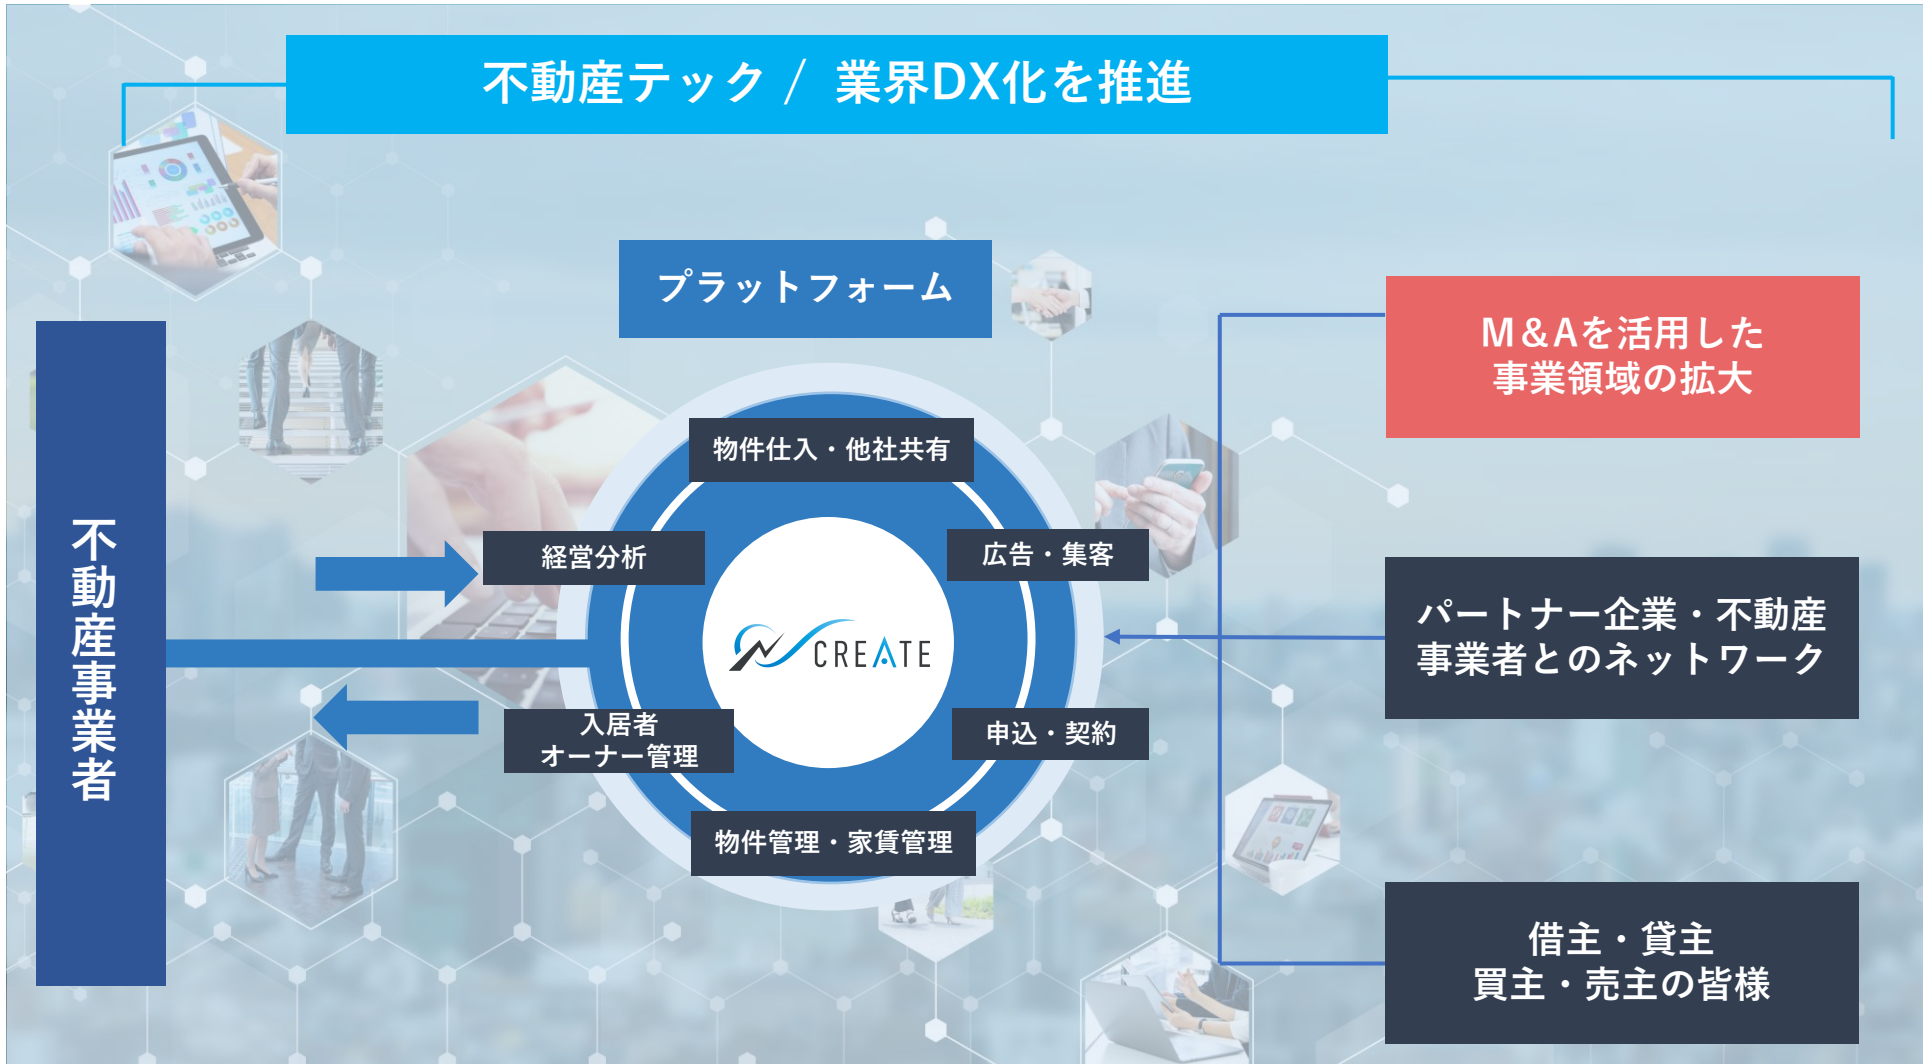 不動産テック / 業界DX化を推進
プラットフォーム
不動産事業者
物件仕入・他社共有
経営分析
広告・集客
CREATE
入居者
オーナー管理
申込・契約
物件管理・家賃管理
M&Aを活用した
事業領域の拡大
パートナー企業・不動産
事業者とのネットワーク
借主・貸主
買主・売主の皆様